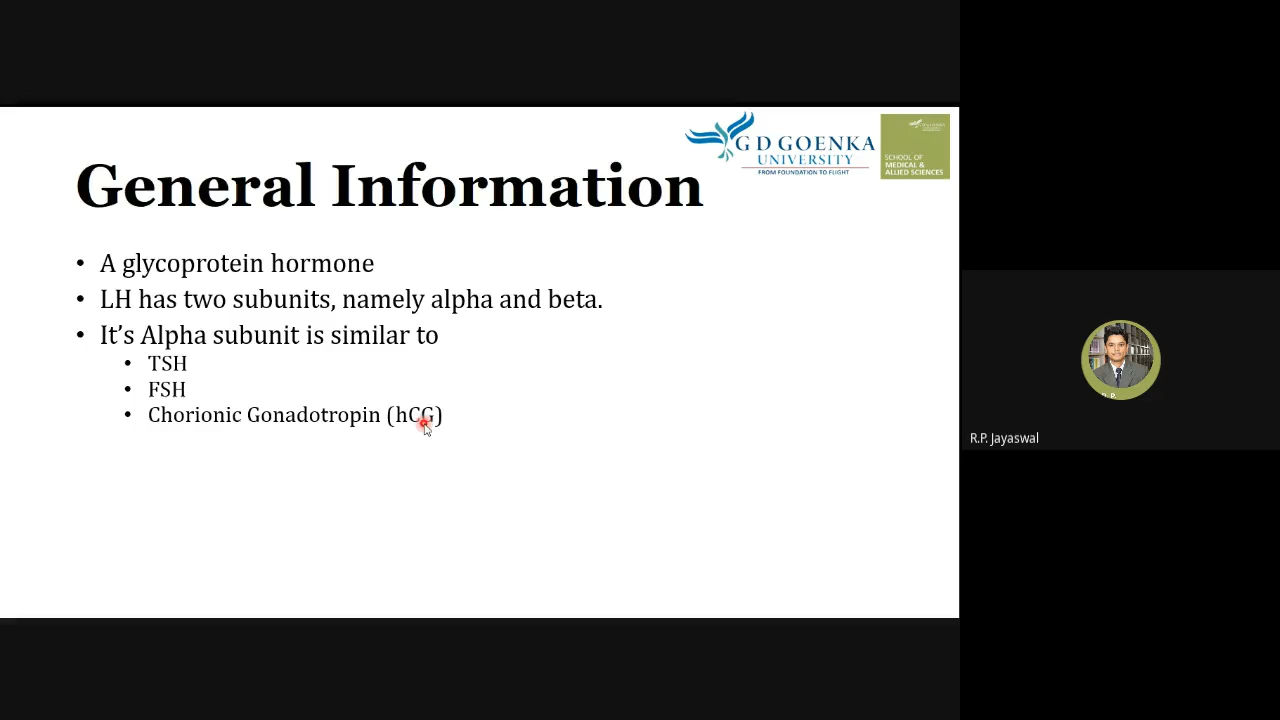 G D GOENKA
UNIVERSITY
FROM FOUNDATION TO FLIGHT
SCHOOL OF
MEDICAL &
ALLIED SCIENCES
General Information
• A glycoprotein hormone
• LH has two subunits, namely alpha and beta.
• It’s Alpha subunit is similar to
• TSH
• FSH
• Chorionic Gonadotropin (hCG)
R.P. Jayaswal